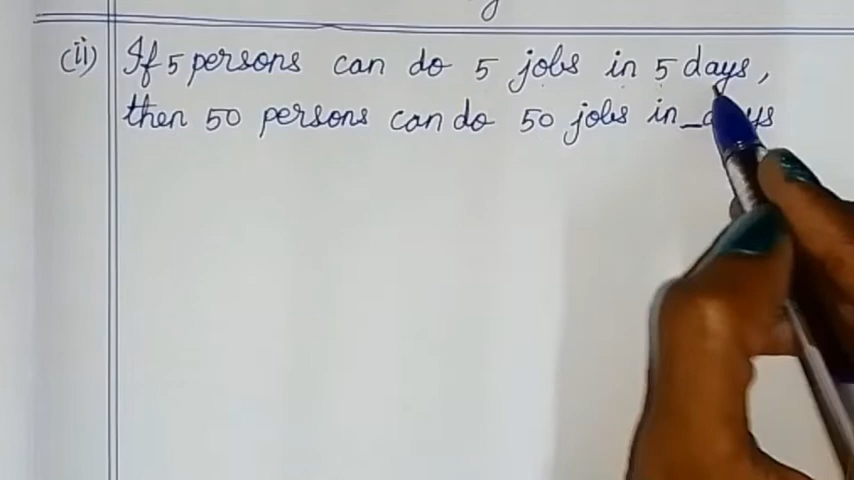 (ii) If 5 persons can do 5 jobs in 5 days,
then 50 persons can do 50 jobs in _